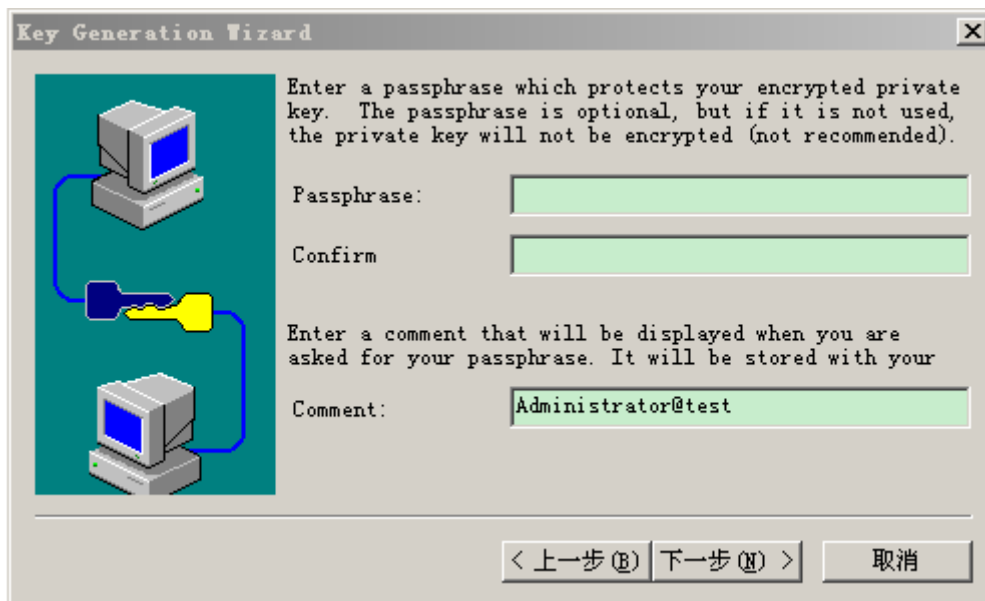 Key Generation Wizard
Enter a passphrase which protects your encrypted private
key. The passphrase is optional, but if it is not used,
the private key will not be encrypted (not recommended).
Passphrase:
Confirm
Enter a comment that will be displayed when you are
asked for your passphrase. It will be stored with your
Comment: Administrator@test
< 上一步(B) 下一步(N) > 取消